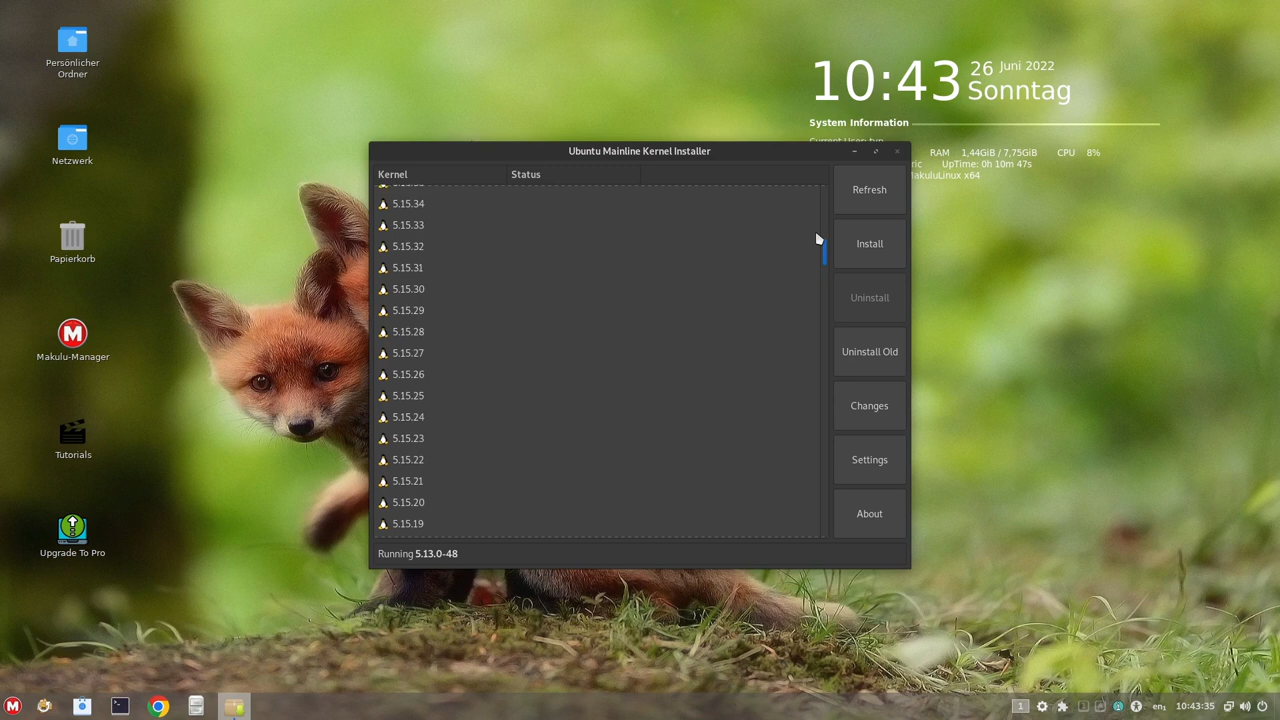 Persönlicher
Ordner
Netzwerk
Papierkorb
Makulu-Manager
Tutorials
Upgrade To Pro
10:43 26 Juni 2022
Sonntag
System Information
RAM 1,44GiB / 7,75GiB CPU 8%
UpTime: 0h 10m 47s
MakuluLinux x64
Ubuntu Mainline Kernel Installer
Kernel Status
5.15.34
5.15.33
5.15.32
5.15.31
5.15.30
5.15.29
5.15.28
5.15.27
5.15.26
5.15.25
5.15.24
5.15.23
5.15.22
5.15.21
5.15.20
5.15.19
Refresh
Install
Uninstall
Uninstall Old
Changes
Settings
About
Running 5.13.0-48
1
en₁
10:43:35